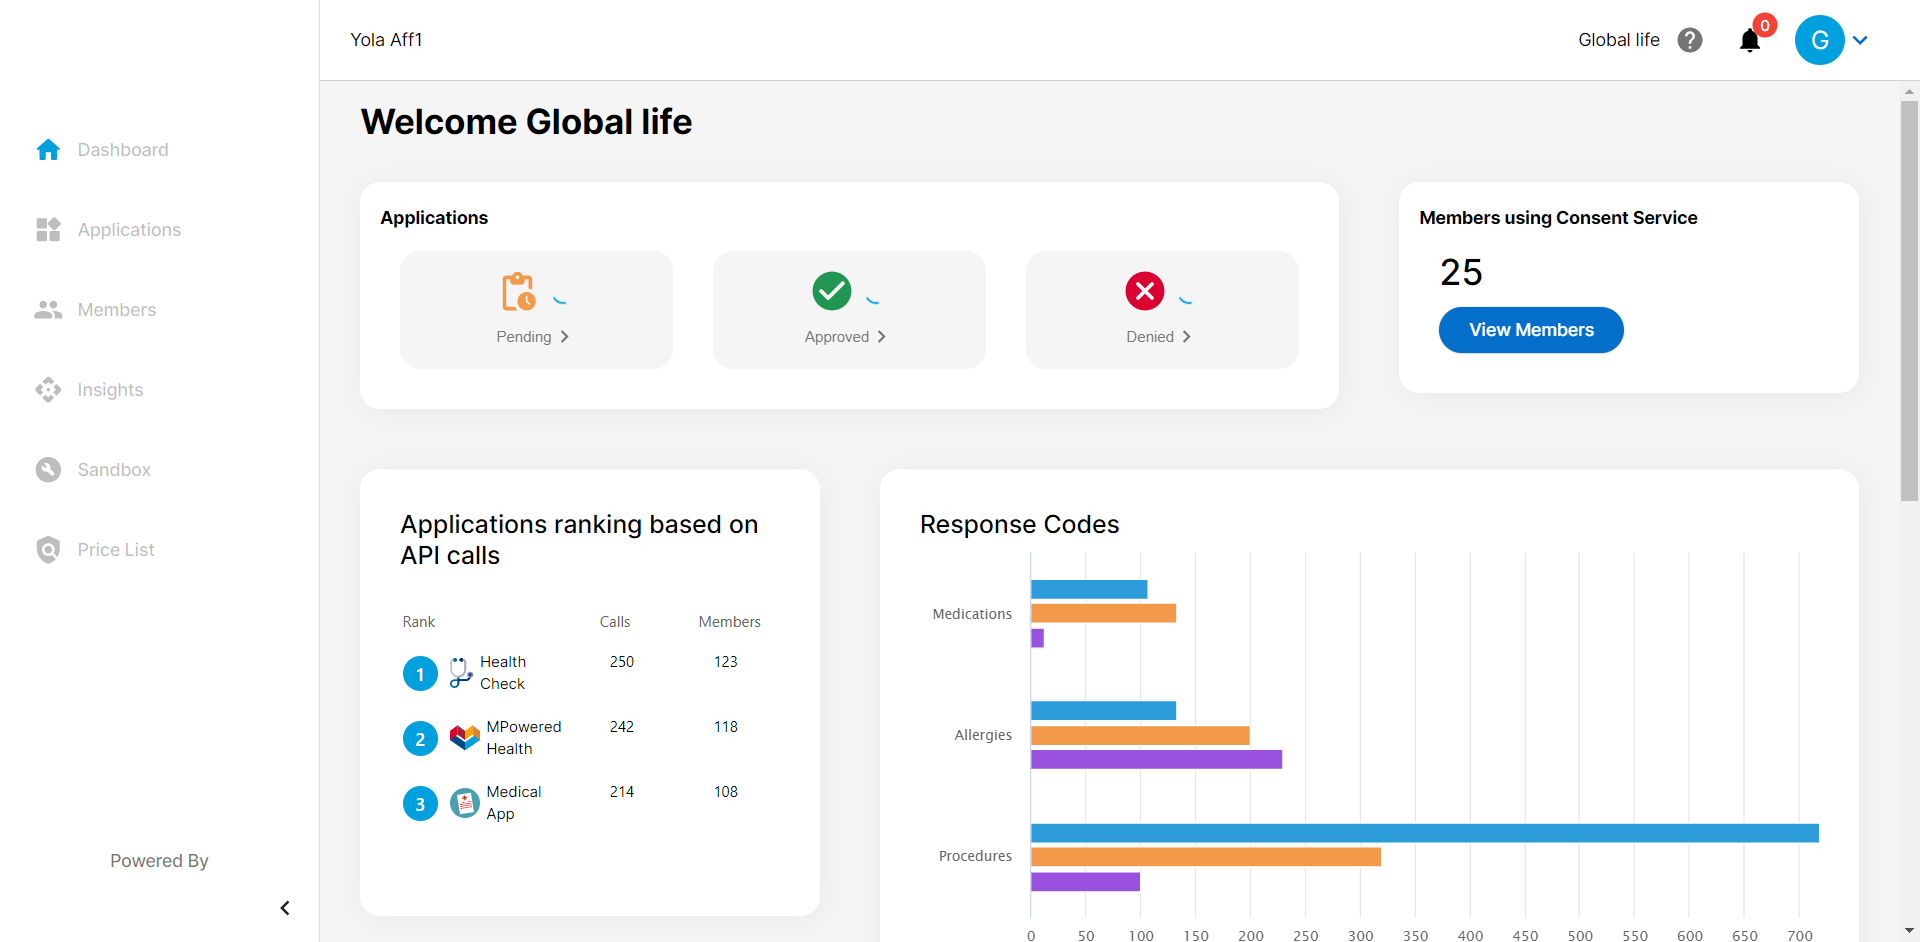 Yola Aff1
Global life
0
G
Dashboard
Applications
Members
Insights
Sandbox
Price List
Powered By
Welcome Global life
Applications
Pending
Approved
Denied
Members using Consent Service
25
View Members
Applications ranking based on
API calls
Rank Calls Members
1 Health Check 250 123
2 MPowered Health 242 118
3 Medical App 214 108
Response Codes
Medications
Allergies
Procedures
0 50 100 150 200 250 300 350 400 450 500 550 600 650 700